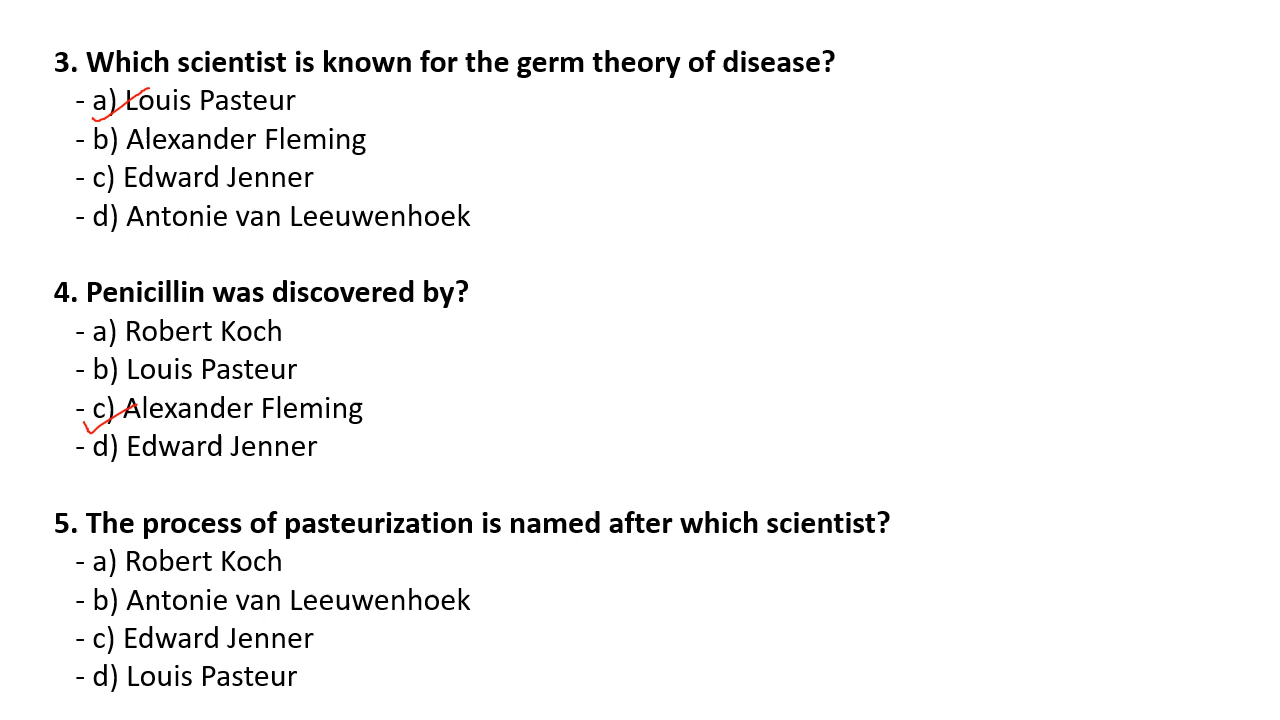 3. Which scientist is known for the germ theory of disease?
- a) Louis Pasteur
- b) Alexander Fleming
- c) Edward Jenner
- d) Antonie van Leeuwenhoek
4. Penicillin was discovered by?
- a) Robert Koch
- b) Louis Pasteur
- c) Alexander Fleming
- d) Edward Jenner
5. The process of pasteurization is named after which scientist?
- a) Robert Koch
- b) Antonie van Leeuwenhoek
- c) Edward Jenner
- d) Louis Pasteur